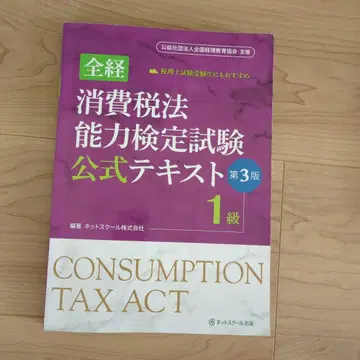 公益社団法人全国経理教育協会 主催
全経
税理士試験受験生にもおすすめ
消費税法
能力検定試験
公式テキスト 第3版
1級
編著 ネットスクール株式会社
CONSUMPTION
TAX ACT
ネットスクール出版